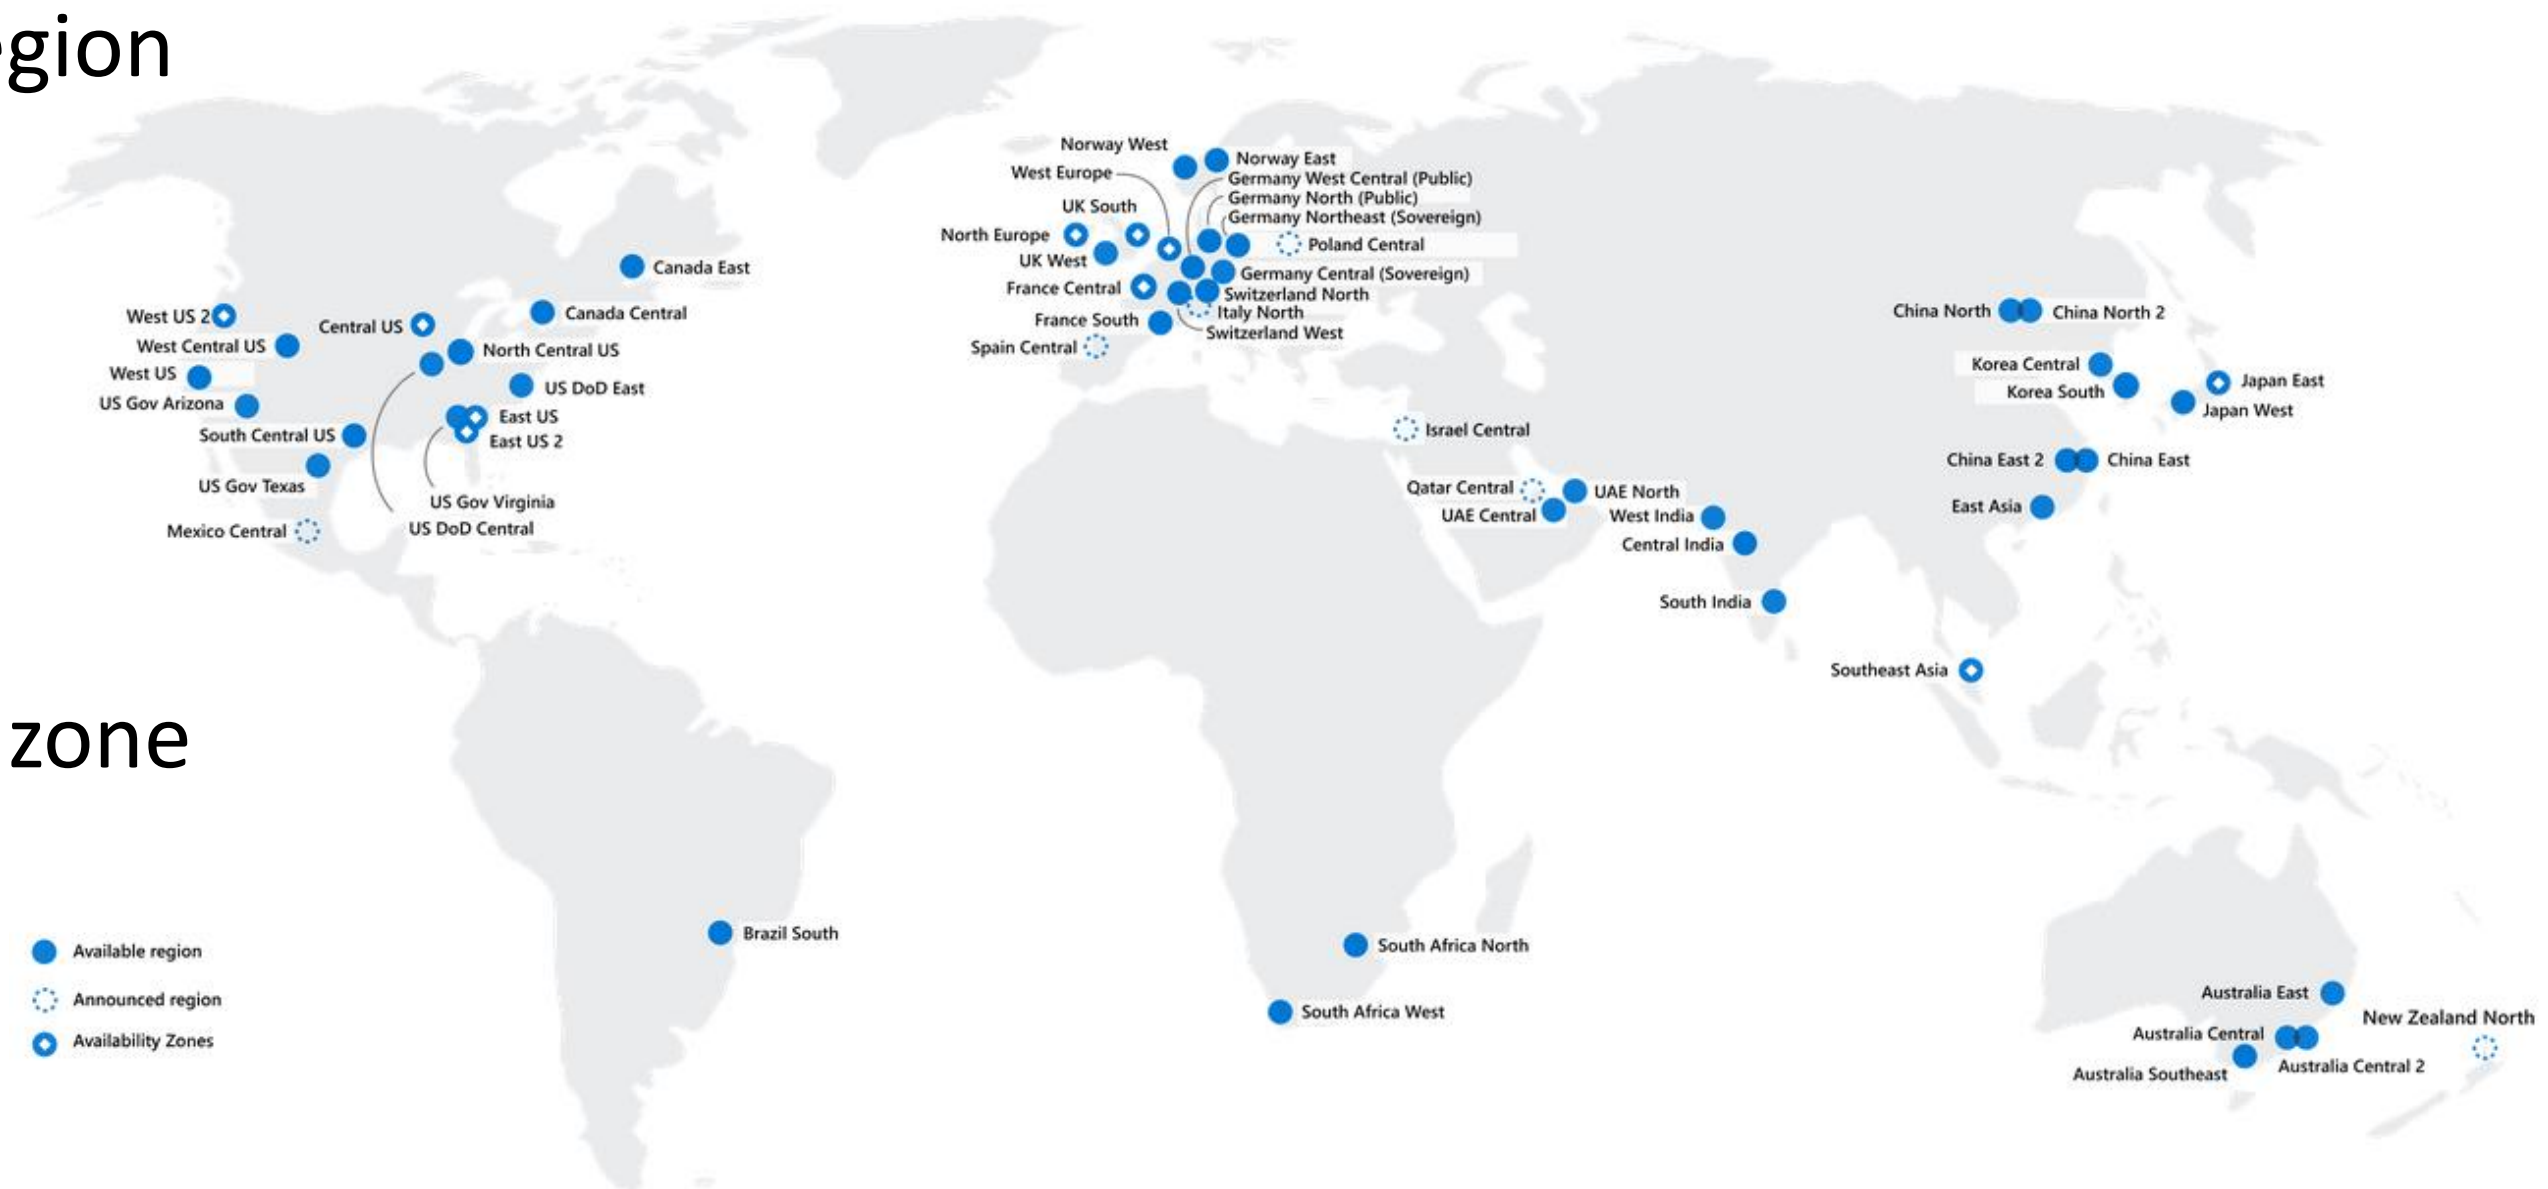 egion
Norway West
Norway East
West Europe
Germany West Central (Public)
Germany North (Public)
UK South
Germany Northeast (Sovereign)
North Europe
Poland Central
UK West
Germany Central (Sovereign)
France Central
Switzerland North
Italy North
France South
Switzerland West
Spain Central
Canada East
West US 2
Central US
Canada Central
West Central US
North Central US
West US
US DoD East
US Gov Arizona
East US
South Central US
East US 2
US Gov Texas
US Gov Virginia
Mexico Central
US DoD Central
China North
China North 2
Korea Central
Korea South
Japan East
Japan West
Israel Central
China East 2
China East
Qatar Central
UAE North
UAE Central
West India
East Asia
Central India
South India
Southeast Asia
zone
Brazil South
South Africa North
South Africa West
Available region
Announced region
Availability Zones
Australia East
New Zealand North
Australia Central
Australia Central 2
Australia Southeast